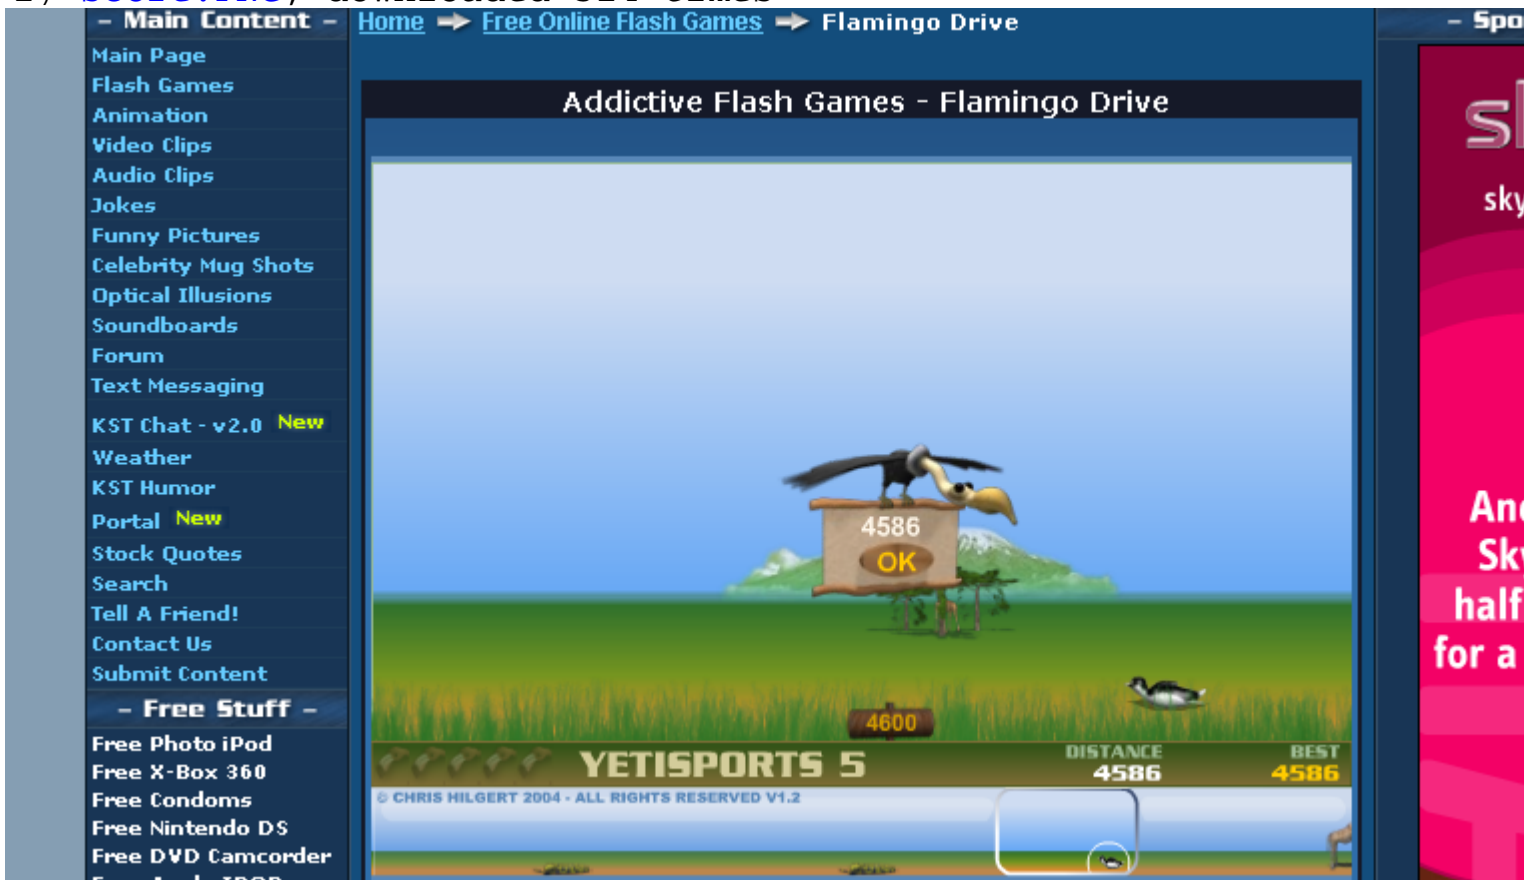 – Main Content –
Main Page
Flash Games
Animation
Video Clips
Audio Clips
Jokes
Funny Pictures
Celebrity Mug Shots
Optical Illusions
Soundboards
Forum
Text Messaging
KST Chat - v2.0 New
Weather
KST Humor
Portal New
Stock Quotes
Search
Tell A Friend!
Contact Us
Submit Content
– Free Stuff –
Free Photo iPod
Free X-Box 360
Free Condoms
Free Nintendo DS
Free DVD Camcorder
Home Free Online Flash Games Flamingo Drive
Addictive Flash Games - Flamingo Drive
4586
OK
4600
YETISPORTS 5
DISTANCE
4586
BEST
4586
© CHRIS HILGERT 2004 - ALL RIGHTS RESERVED V1.2
half
for a